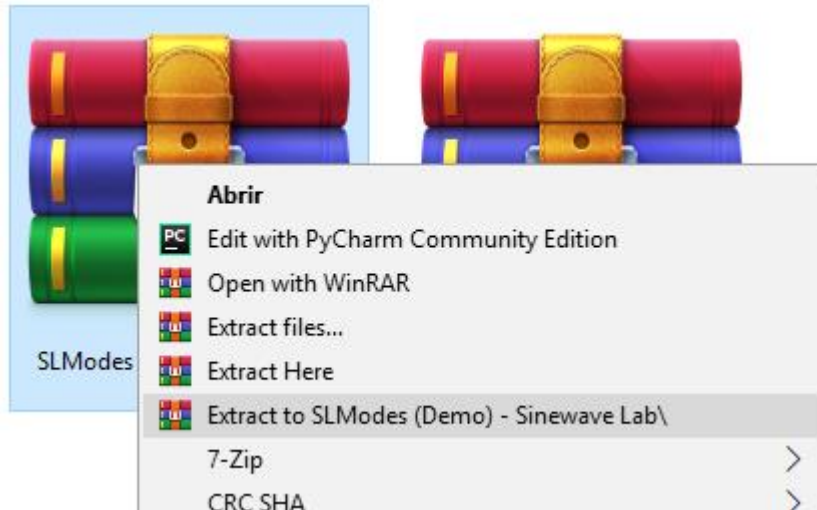 Abrir
PC Edit with PyCharm Community Edition
Open with WinRAR
Extract files...
Extract Here
SLModes
Extract to SLModes (Demo) - Sinewave Lab\
7-Zip
CRC SHA